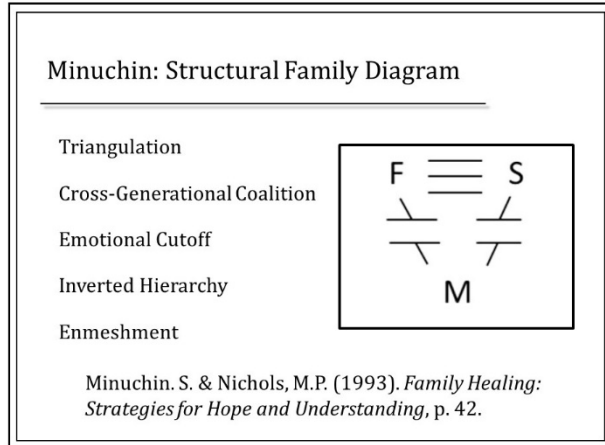 Minuchin: Structural Family Diagram
Triangulation
Cross-Generational Coalition
Emotional Cutoff
Inverted Hierarchy
Enmeshment
F S
M
Minuchin. S. & Nichols, M.P. (1993). Family Healing:
Strategies for Hope and Understanding, p. 42.